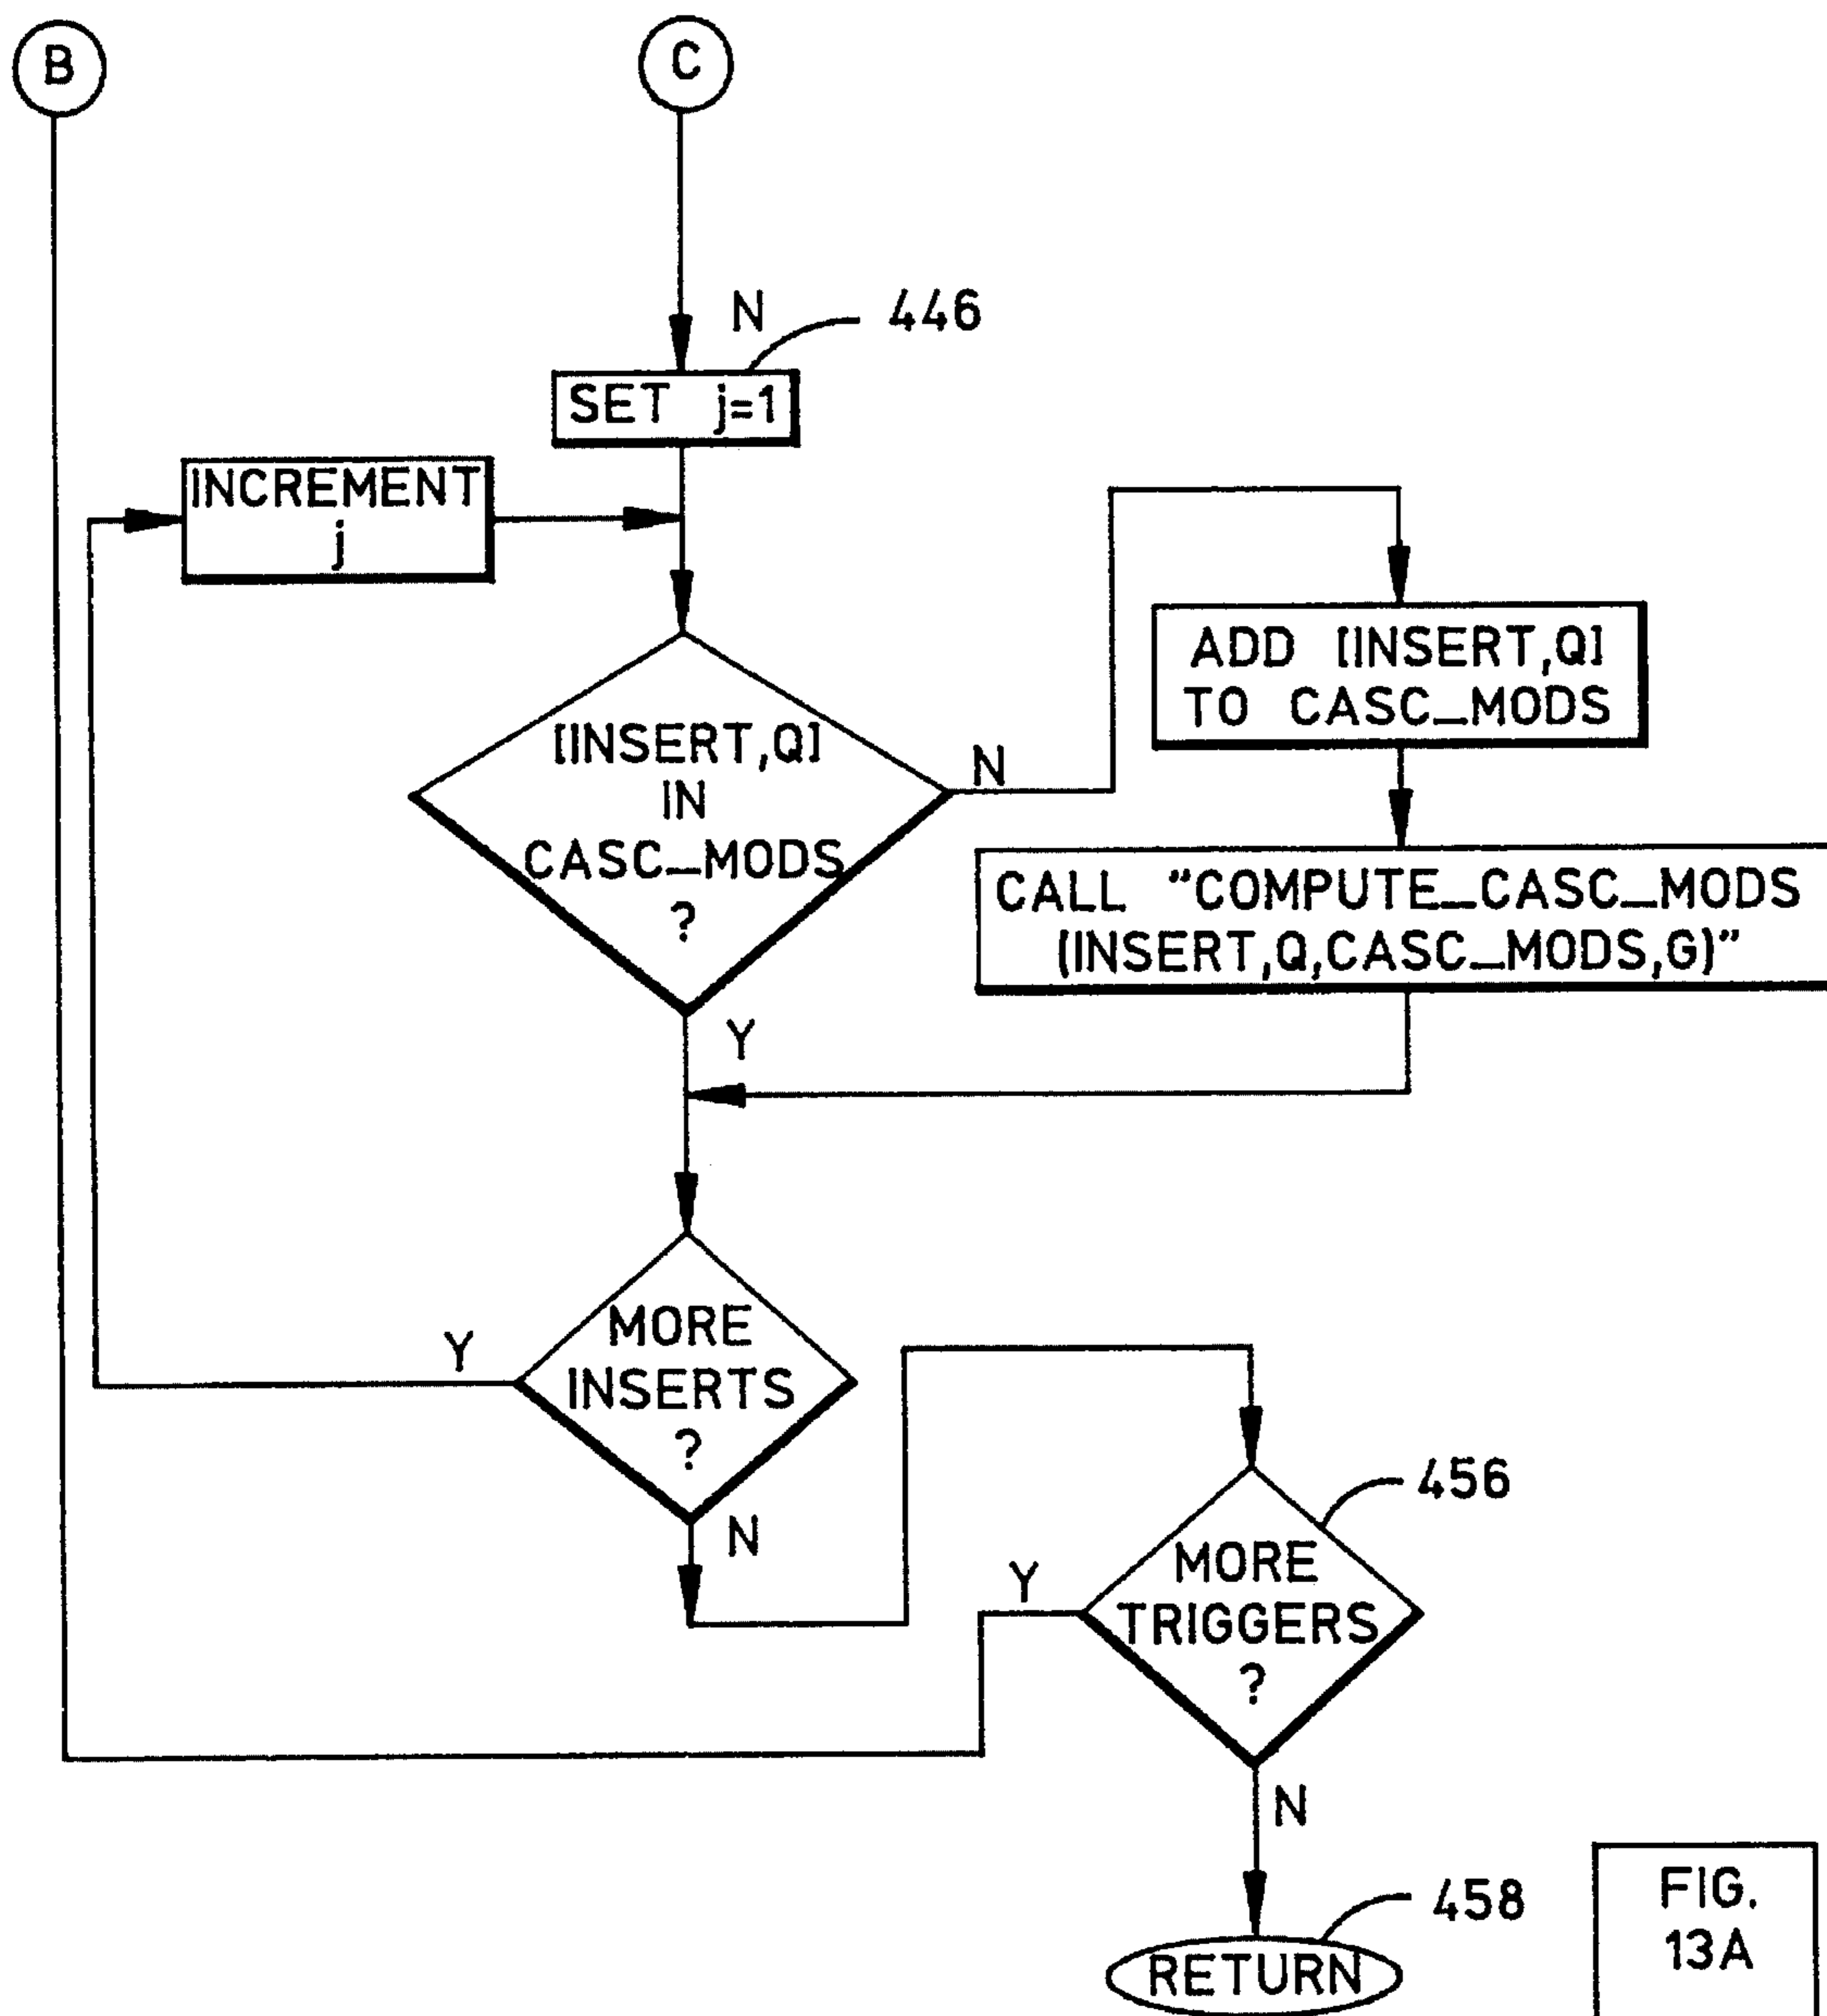 B
C
N
446
SET j=1
INCREMENT
j
ADD [INSERT,Q]
TO CASC_MODS
[INSERT,Q]
IN
CASC_MODS
?
N
CALL "COMPUTE_CASC_MODS
(INSERT,Q,CASC_MODS,G)"
Y
MORE
INSERTS
?
Y
N
456
MORE
TRIGGERS
?
Y
N
458
RETURN
FIG.
13A